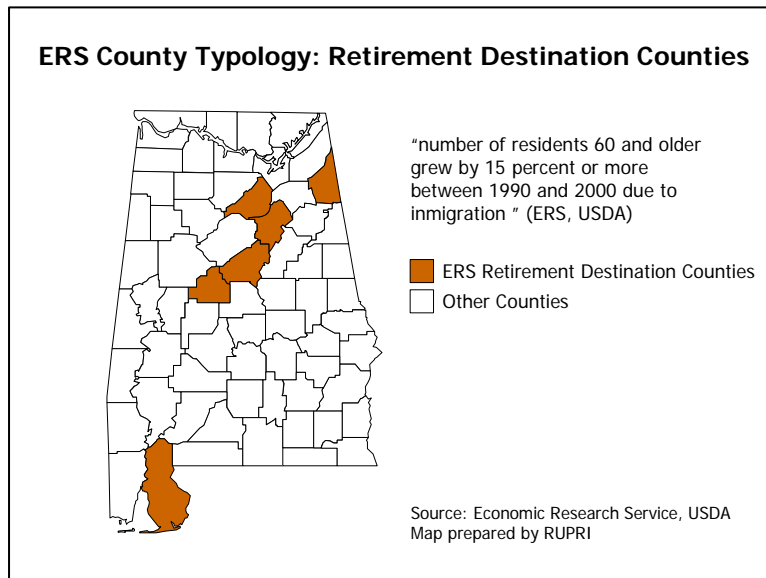 ERS County Typology: Retirement Destination Counties
“number of residents 60 and older
grew by 15 percent or more
between 1990 and 2000 due to
inmigration ” (ERS, USDA)
ERS Retirement Destination Counties
Other Counties
Source: Economic Research Service, USDA
Map prepared by RUPRI